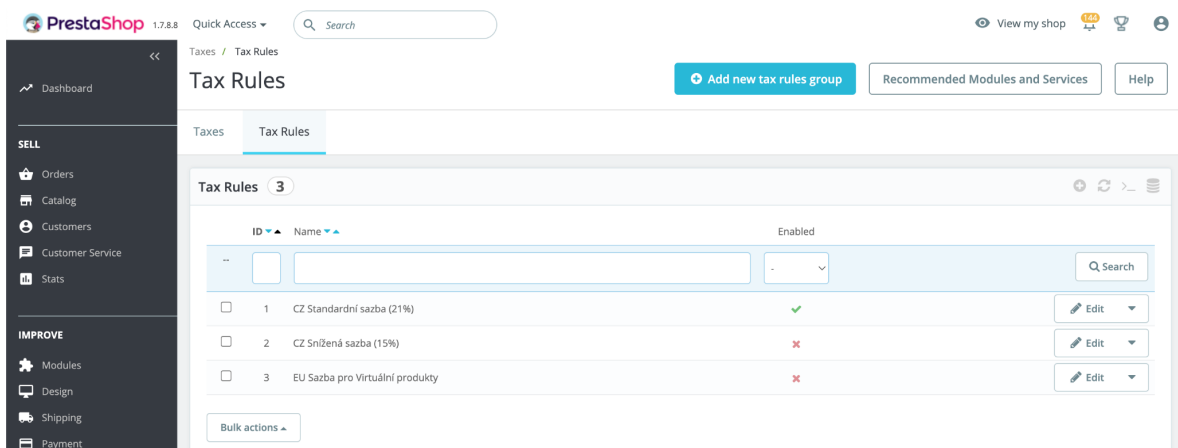 PrestaShop 1.7.8.8 Quick Access Search View my shop 144
Taxes / Tax Rules
Tax Rules Add new tax rules group Recommended Modules and Services Help
Dashboard
Taxes Tax Rules
SELL
Orders
Catalog
Customers
Customer Service
Stats
IMPROVE
Modules
Design
Shipping
Payment
Tax Rules 3
ID Name Enabled
-- - Search
1 CZ Standardní sazba (21%) Edit
2 CZ Snížená sazba (15%) Edit
3 EU Sazba pro Virtuální produkty Edit
Bulk actions